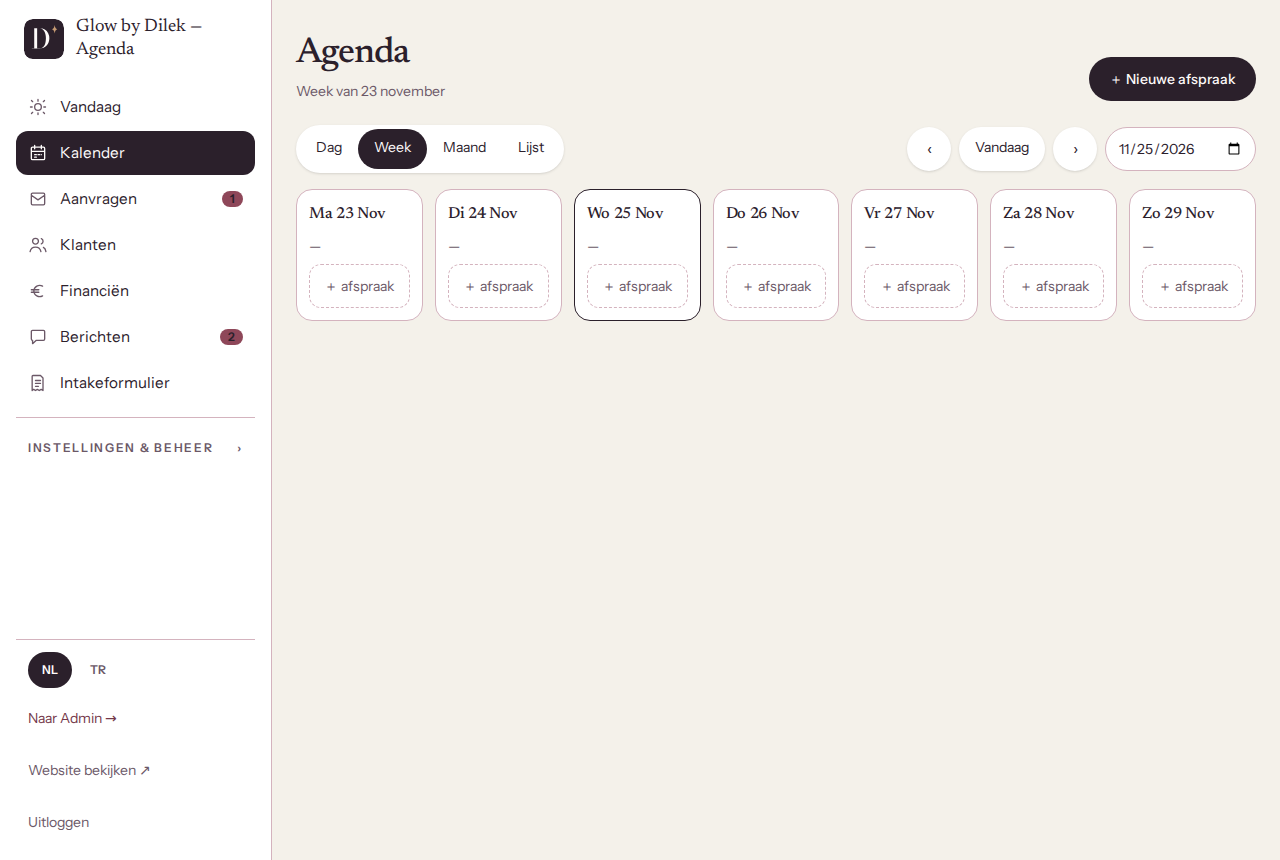 D
Glow by Dilek –
Agenda
Vandaag
Kalender
Aanvragen 1
Klanten
Financiën
Berichten 2
Intakeformulier
INSTELLINGEN & BEHEER ›
NL TR
Naar Admin →
Website bekijken ↗
Uitloggen
Agenda
Week van 23 november
+ Nieuwe afspraak
Dag Week Maand Lijst
‹ Vandaag › 11/25/2026
Ma 23 Nov Di 24 Nov Wo 25 Nov Do 26 Nov Vr 27 Nov Za 28 Nov Zo 29 Nov
— — — — — — —
+ afspraak + afspraak + afspraak + afspraak + afspraak + afspraak + afspraak